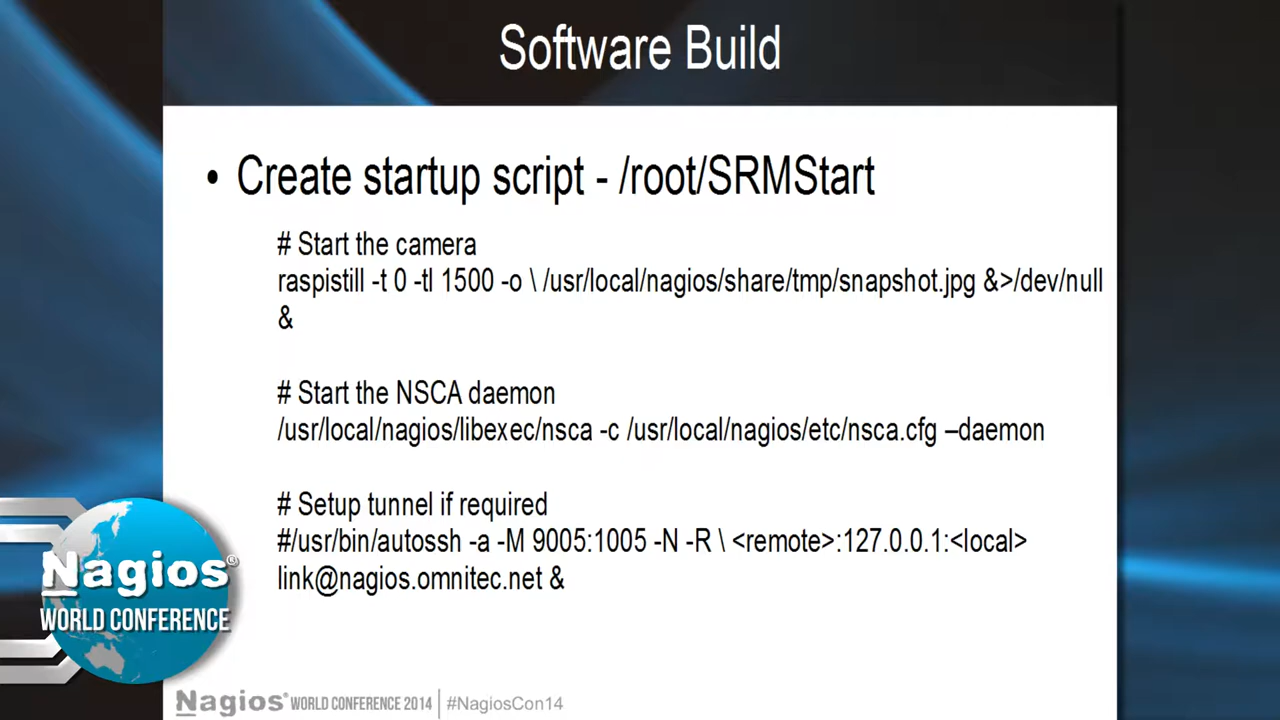 Software Build
• Create startup script - /root/SRMStart
# Start the camera
raspistill -t 0 -tl 1500 -o \ /usr/local/nagios/share/tmp/snapshot.jpg &>/dev/null
&
# Start the NSCA daemon
/usr/local/nagios/libexec/nsca -c /usr/local/nagios/etc/nsca.cfg –daemon
# Setup tunnel if required
#/usr/bin/autossh -a -M 9005:1005 -N -R \ <remote>:127.0.0.1:<local>
link@nagios.omnitec.net &
Nagios®
WORLD CONFERENCE
Nagios® WORLD CONFERENCE 2014 | #NagiosCon14